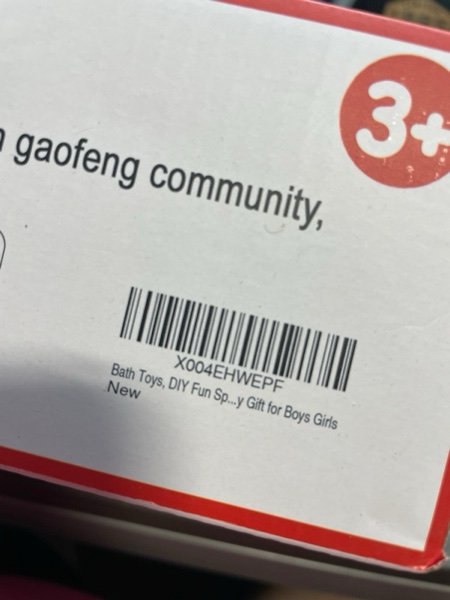 3+
gaofeng community,
X004EHWEPF
Bath Toys, DIY Fun Sp...y Gift for Boys Girls
New